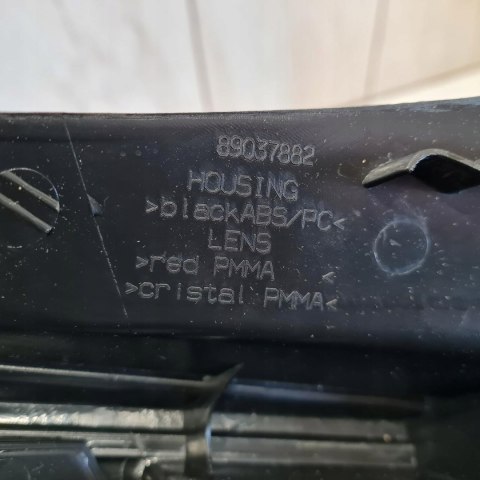 89037882
HOUSING
>blackABS/PC<
LENS
>red PMMA <
>cristal PMMA<